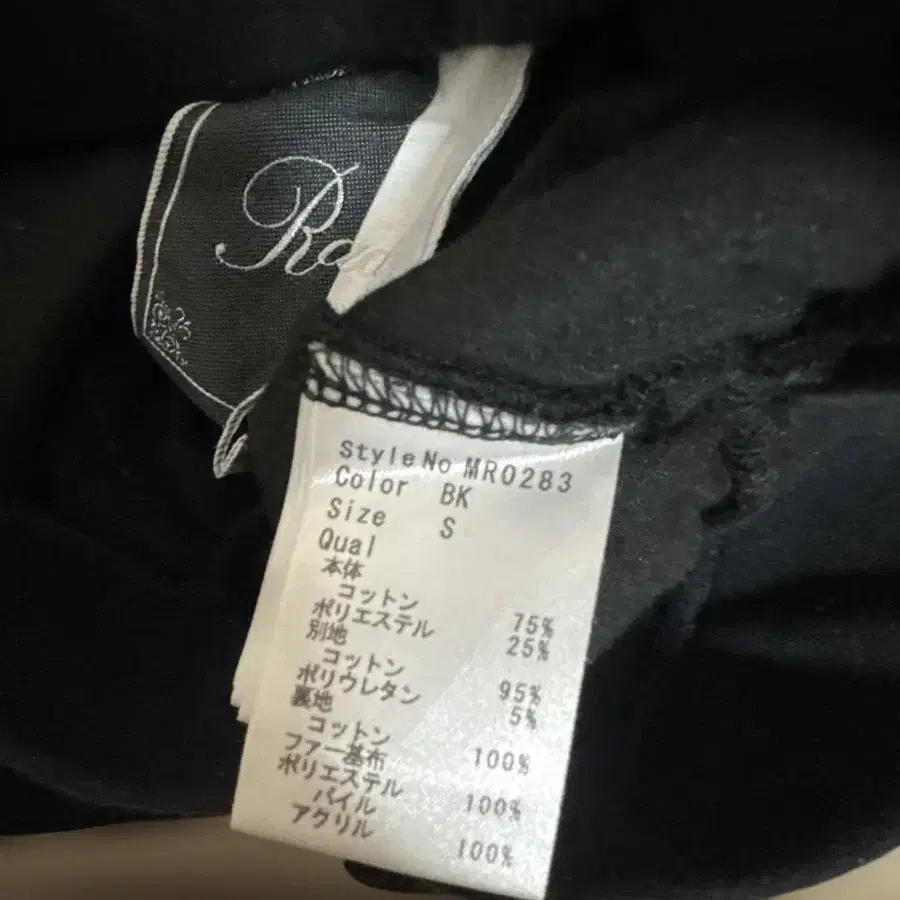 Style No MR0283
Color BK
Size S
Qual
本体
コットン 75%
ポリエステル 25%
別地
コットン 95%
ポリウレタン 5%
裏地
コットン 100%
ファー基布
ポリエステル 100%
パイル
アクリル 100%